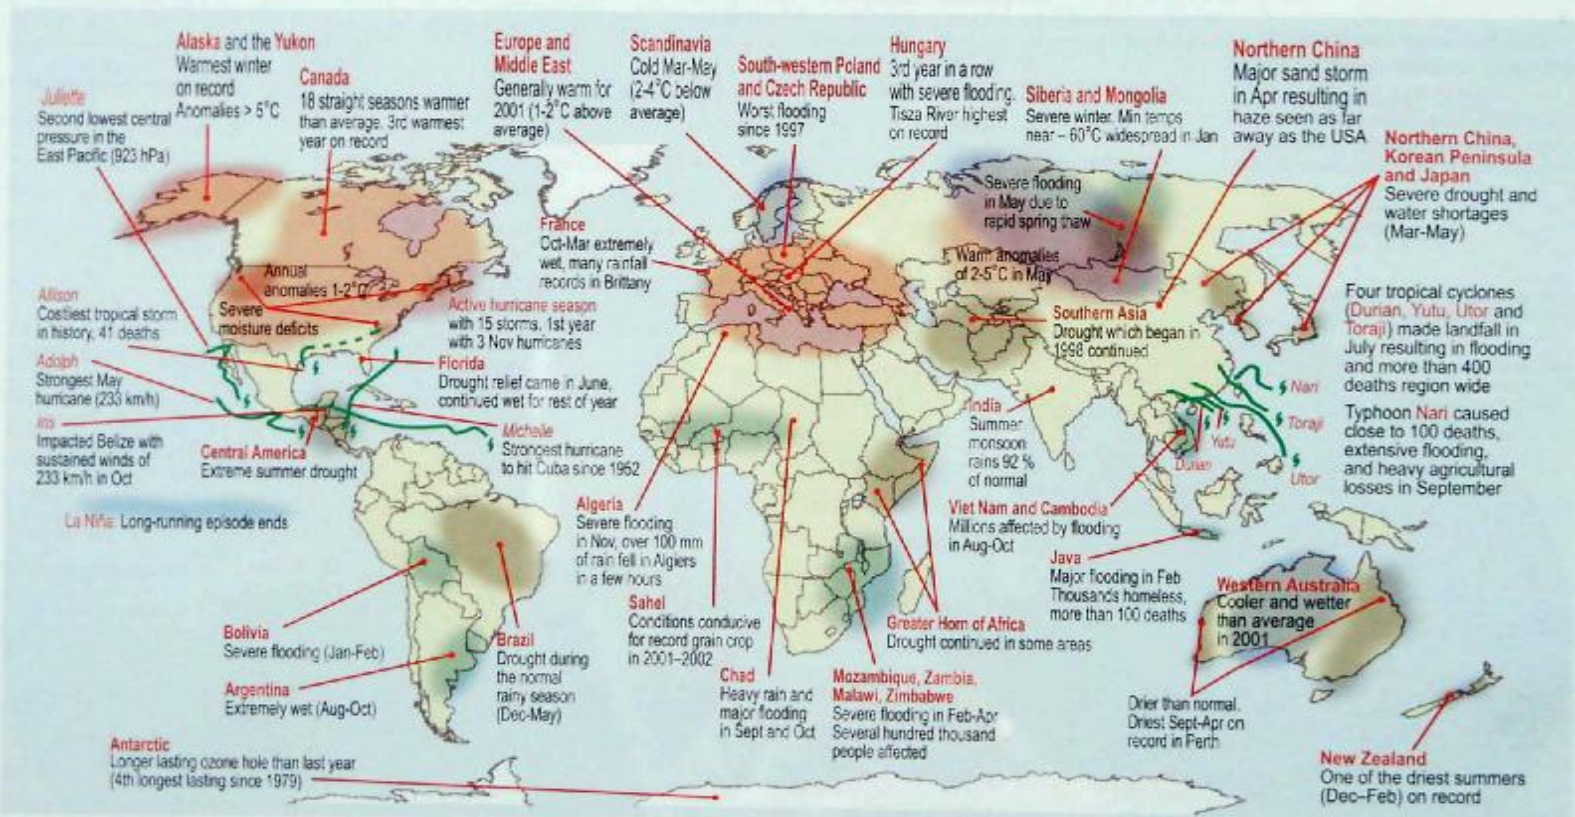 Alaska and the Yukon
Warmest winter
on record
Anomalies > 5°C
Juliette
Second lowest central
pressure in the
East Pacific (923 hPa)
Canada
18 straight seasons warmer
than average. 3rd warmest
year on record
Europe and
Middle East
Generally warm for
2001 (1-2°C above
average)
Scandinavia
Cold Mar-May
(2-4°C below
average)
South-western Poland
and Czech Republic
Worst flooding
since 1997
Hungary
3rd year in a row
with severe flooding.
Tisza River highest
on record
Siberia and Mongolia
Severe winter. Min temps
near – 60°C widespread in Jan
Northern China
Major sand storm
in Apr resulting in
haze seen as far
away as the USA
Northern China,
Korean Peninsula
and Japan
Severe drought and
water shortages
(Mar-May)
Severe flooding
in May due to
rapid spring thaw
France
Oct-Mar extremely
wet, many rainfall
records in Brittany
Warm anomalies
of 2-5°C in May
Annual
anomalies 1-2°C
Severe
moisture deficits
Allison
Costliest tropical storm
in history, 41 deaths
Active hurricane season
with 15 storms. 1st year
with 3 Nov hurricanes
Southern Asia
Drought which began in
1998 continued
Four tropical cyclones
(Durian, Yutu, Utor and
Toraji) made landfall in
July resulting in flooding
and more than 400
deaths region wide
Adolph
Strongest May
hurricane (233 km/h)
Florida
Drought relief came in June,
continued wet for rest of year
Nari
Toraji
Yutu
Durian
Utor
Typhoon Nari caused
close to 100 deaths,
extensive flooding,
and heavy agricultural
losses in September
Iris
Impacted Belize with
sustained winds of
233 km/h in Oct
Central America
Extreme summer drought
Michelle
Strongest hurricane
to hit Cuba since 1952
India
Summer
monsoon
rains 92 %
of normal
La Niña: Long-running episode ends
Algeria
Severe flooding
in Nov, over 100 mm
of rain fell in Algiers
in a few hours
Viet Nam and Cambodia
Millions affected by flooding
in Aug-Oct
Java
Major flooding in Feb
Thousands homeless,
more than 100 deaths
Western Australia
Cooler and wetter
than average
in 2001
Sahel
Conditions conducive
for record grain crop
in 2001–2002
Greater Horn of Africa
Drought continued in some areas
Bolivia
Severe flooding (Jan-Feb)
Brazil
Drought during
the normal
rainy season
(Dec-May)
Argentina
Extremely wet (Aug-Oct)
Chad
Heavy rain and
major flooding
in Sept and Oct
Mozambique, Zambia,
Malawi, Zimbabwe
Severe flooding in Feb-Apr
Several hundred thousand
people affected
Drier than normal.
Driest Sept-Apr on
record in Perth
Antarctic
Longer lasting ozone hole than last year
(4th longest lasting since 1979)
New Zealand
One of the driest summers
(Dec–Feb) on record